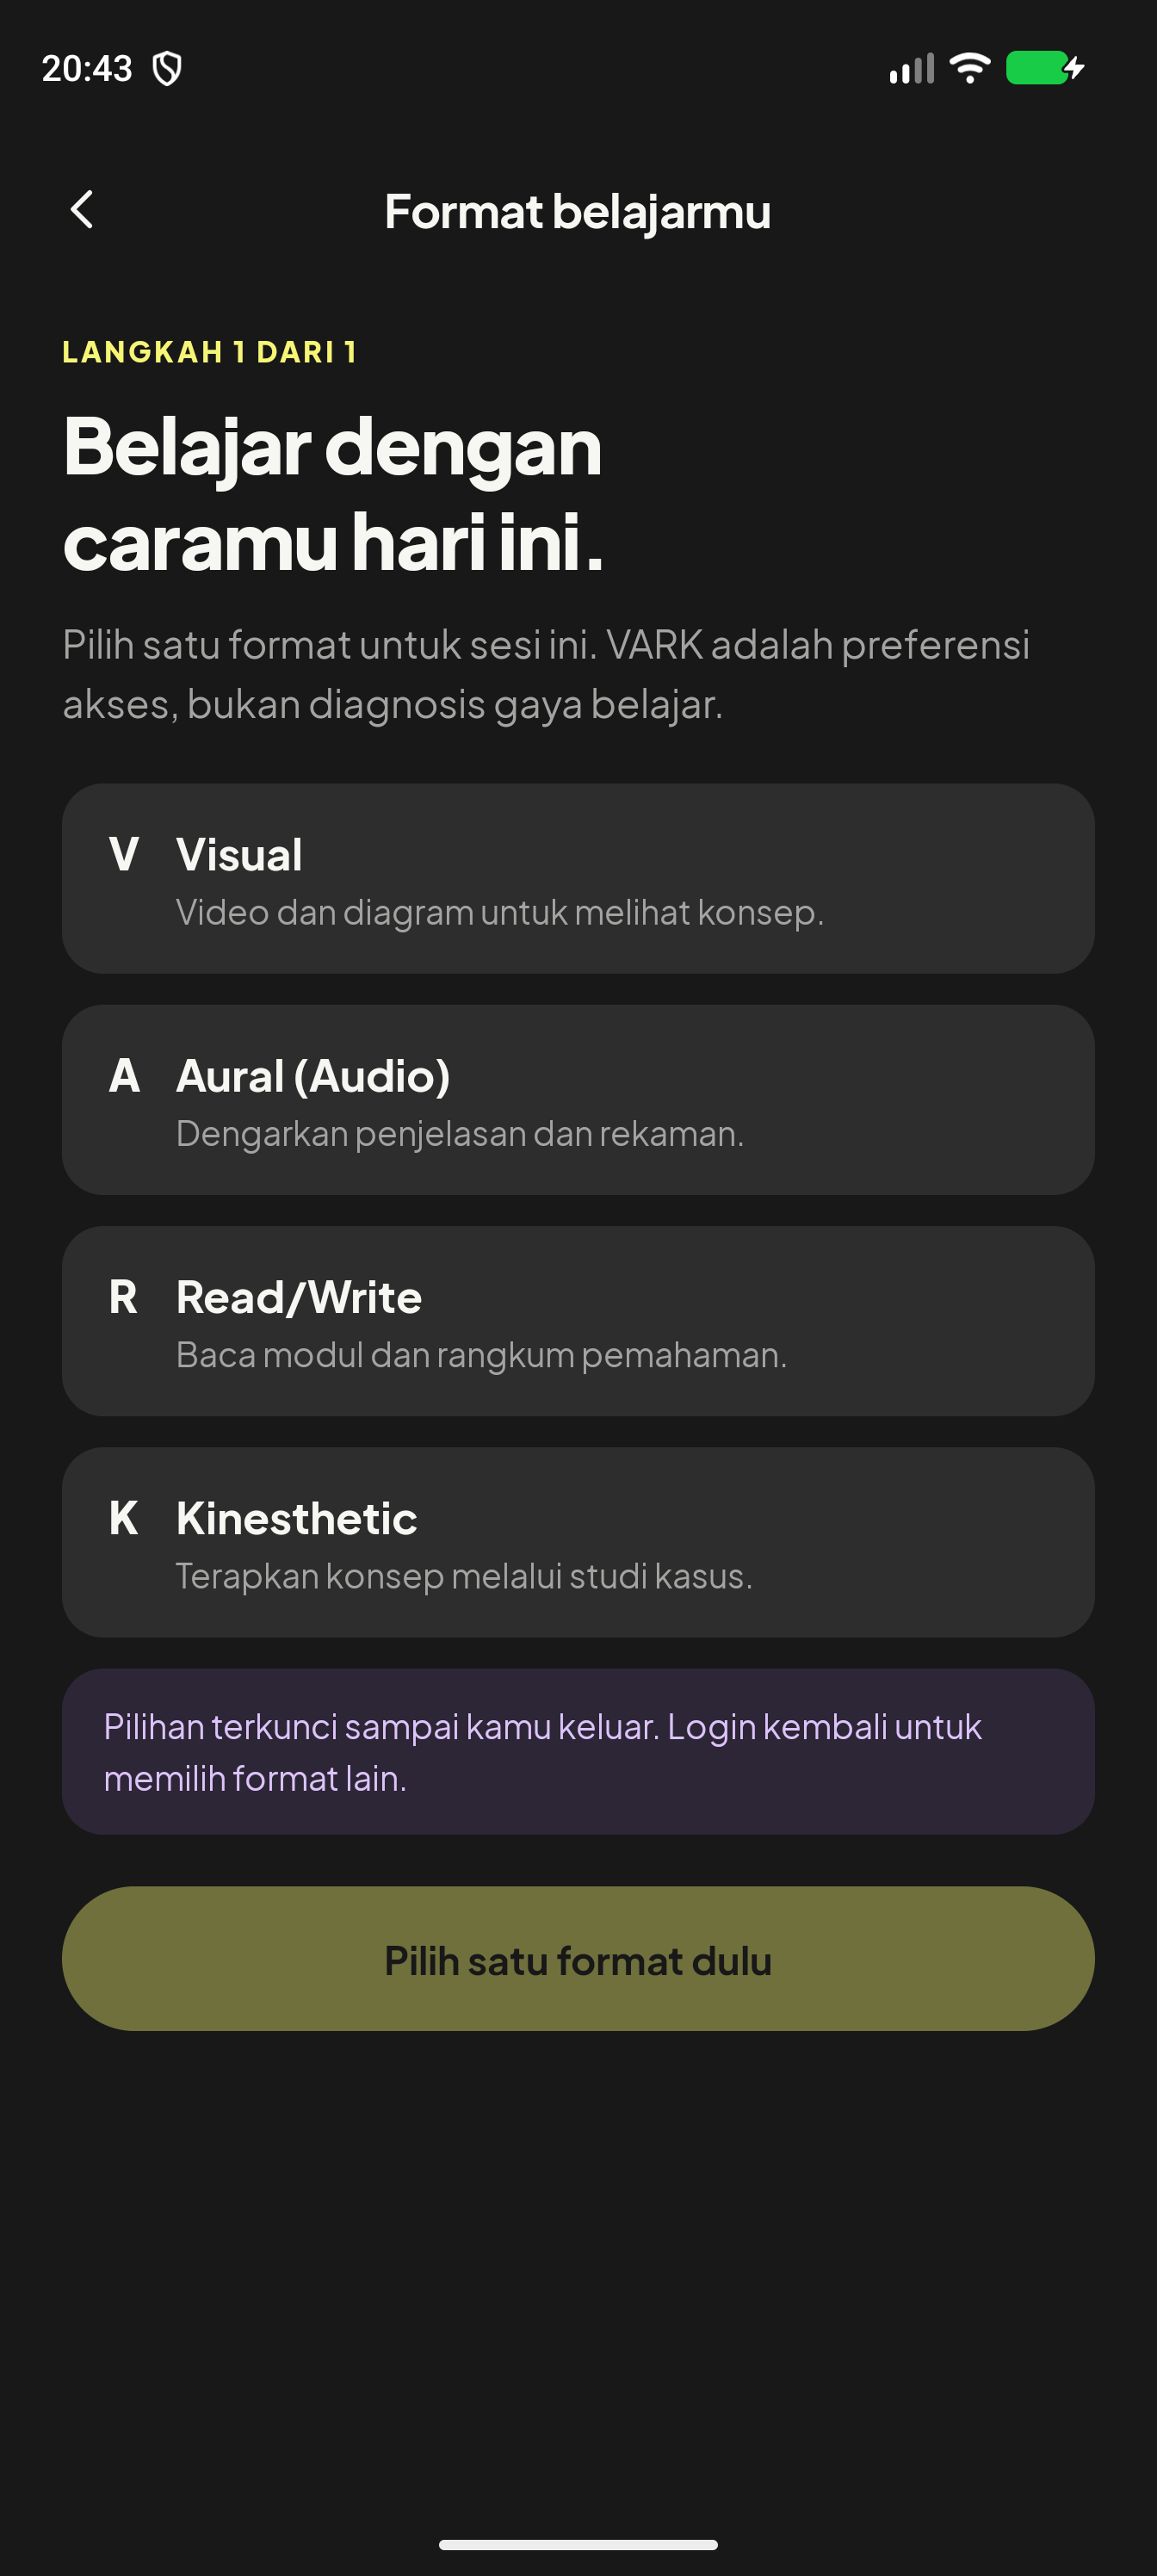 20:43
Format belajarmu
LANGKAH 1 DARI 1
Belajar dengan
caramu hari ini.
Pilih satu format untuk sesi ini. VARK adalah preferensi
akses, bukan diagnosis gaya belajar.
V Visual
Video dan diagram untuk melihat konsep.
A Aural (Audio)
Dengarkan penjelasan dan rekaman.
R Read/Write
Baca modul dan rangkum pemahaman.
K Kinesthetic
Terapkan konsep melalui studi kasus.
Pilihan terkunci sampai kamu keluar. Login kembali untuk
memilih format lain.
Pilih satu format dulu